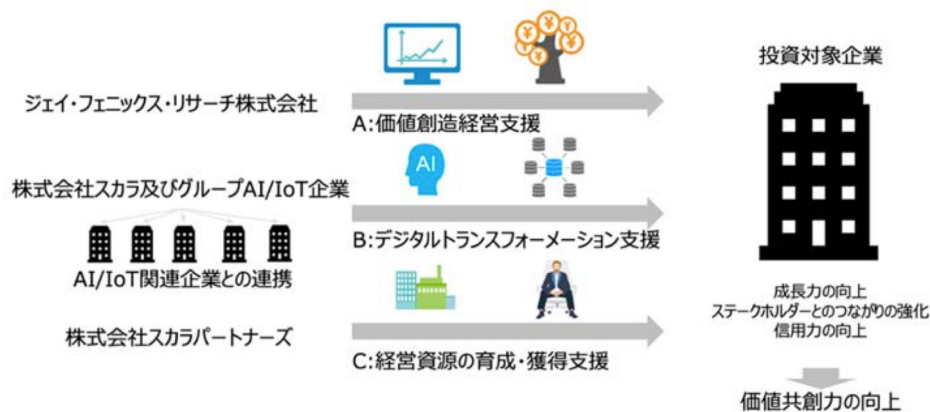 投資対象企業
ジェイ・フェニックス・リサーチ株式会社
A:価値創造経営支援
AI
株式会社スカラ及びグループAI/IoT企業
B:デジタルトランスフォーメーション支援
AI/IoT関連企業との連携
株式会社スカラパートナーズ
C:経営資源の育成・獲得支援
成長力の向上
ステークホルダーとのつながりの強化
信用力の向上
価値共創力の向上